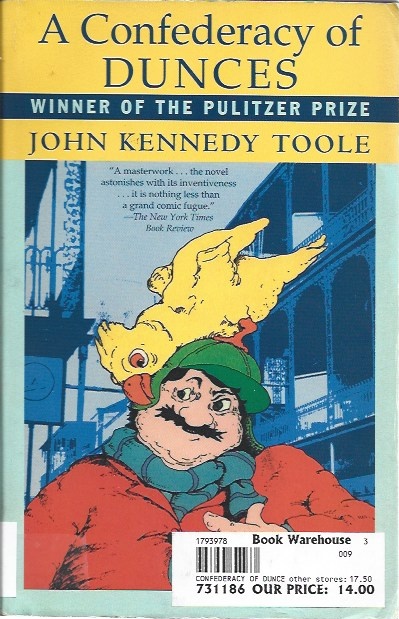 A Confederacy of
DUNCES
WINNER OF THE PULITZER PRIZE
JOHN KENNEDY TOOLE
"A masterwork . . . the novel
astonishes with its inventiveness
. . . it is nothing less than
a grand comic fugue."
—The New York Times
Book Review
1793978 Book Warehouse 3
009
CONFEDERACY OF DUNCE other stores: 17.50
731186 OUR PRICE: 14.00